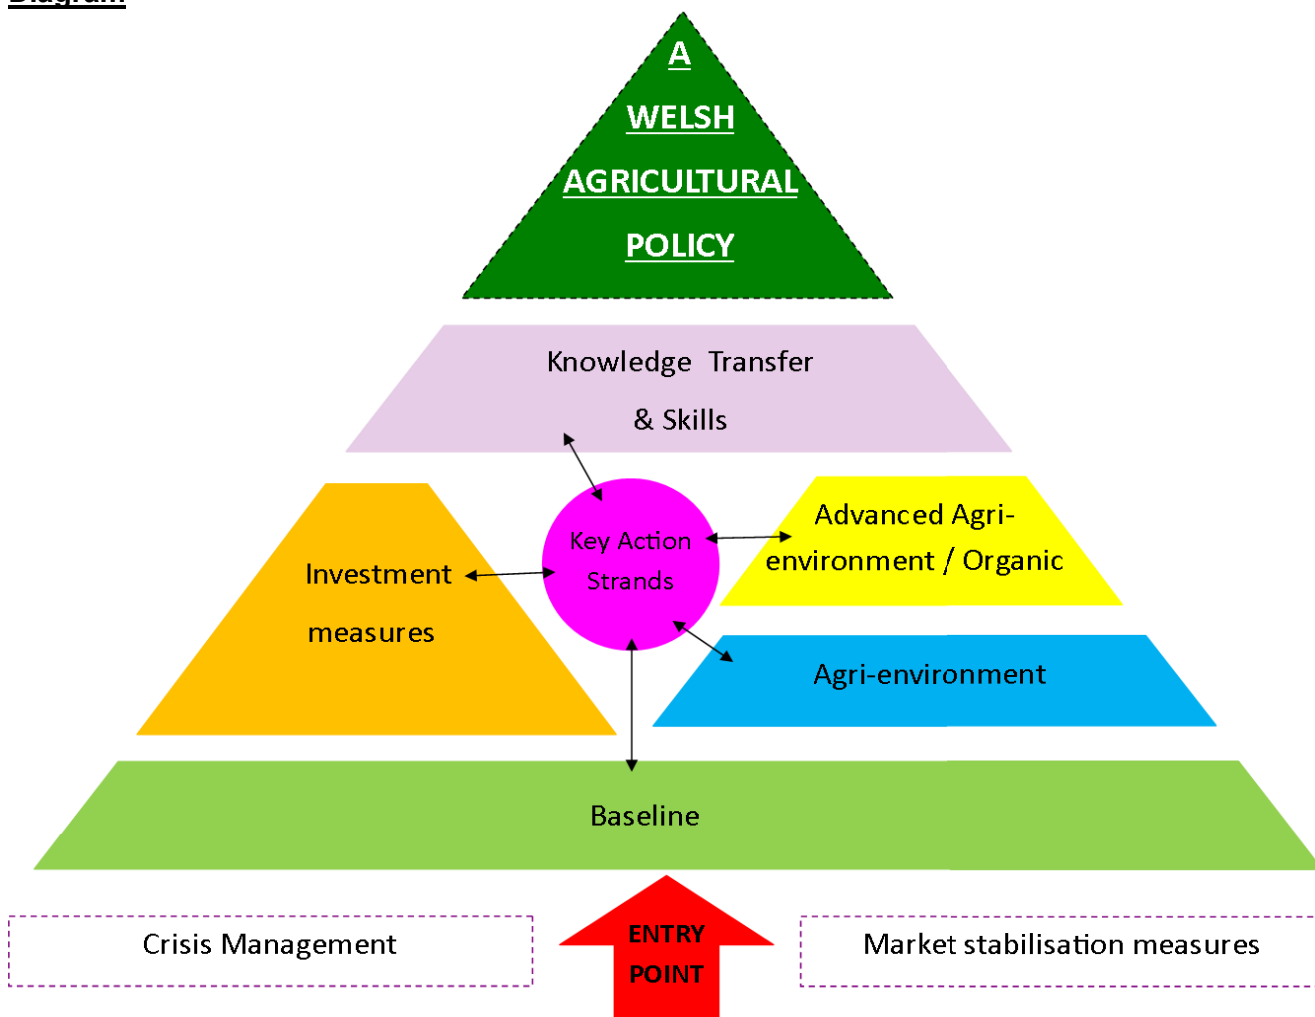 Diagram
A
WELSH
AGRICULTURAL
POLICY
Knowledge Transfer
& Skills
Key Action
Strands
Advanced Agri-
environment / Organic
Investment
measures
Agri-environment
Baseline
ENTRY
POINT
Crisis Management
Market stabilisation measures